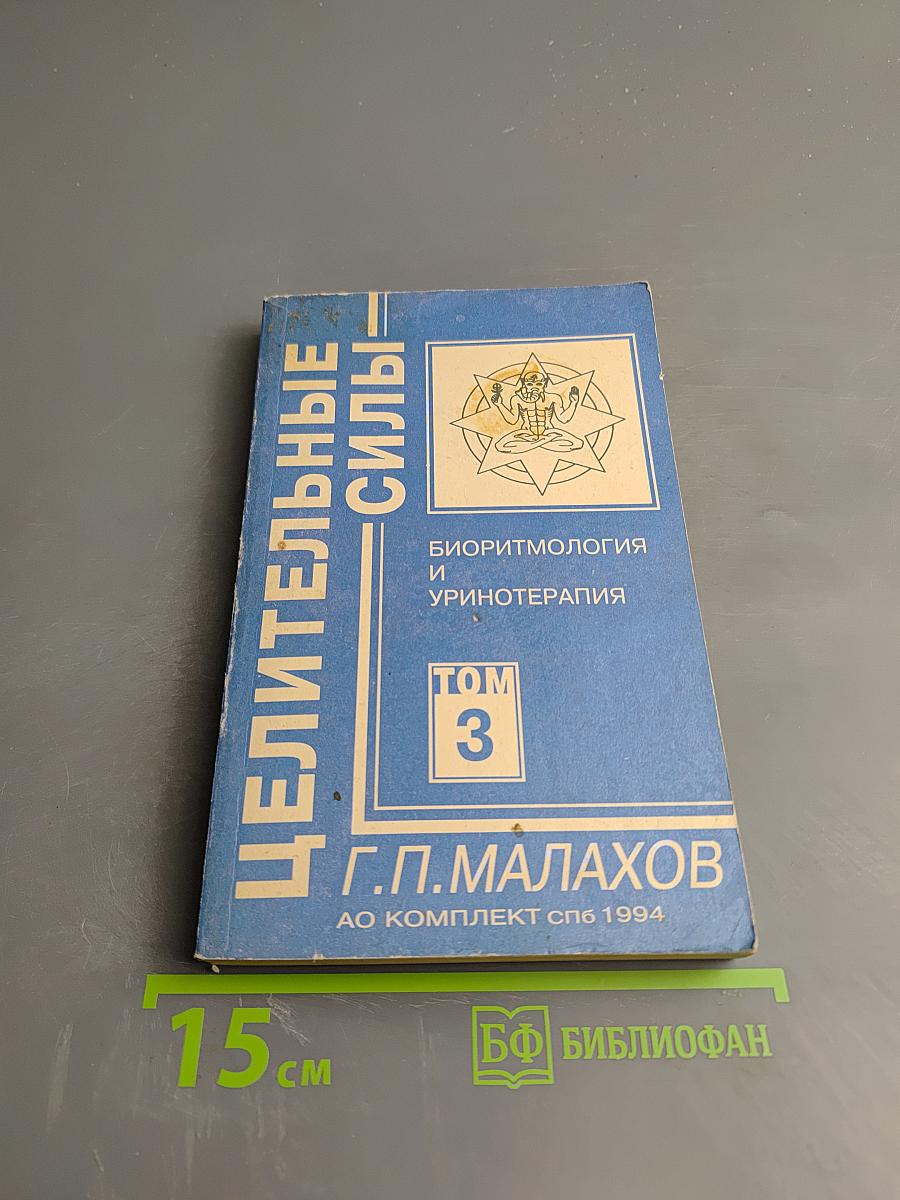 ЦЕЛИТЕЛЬНЫЕ
СИЛЫ
БИОРИТМОЛОГИЯ
И
УРИНОТЕРАПИЯ
ТОМ
3
Г.П.МАЛАХОВ
АО КОМПЛЕКТ СПб 1994
15 см
БФ БИБЛИОФАН